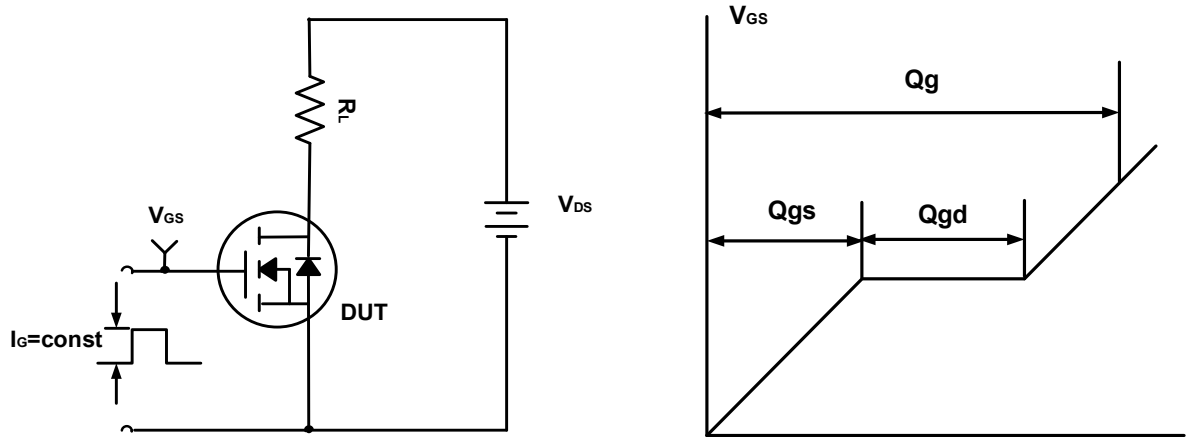 VGS
Qg
RL
VDS
VGS
Qgs
Qgd
DUT
IG=const